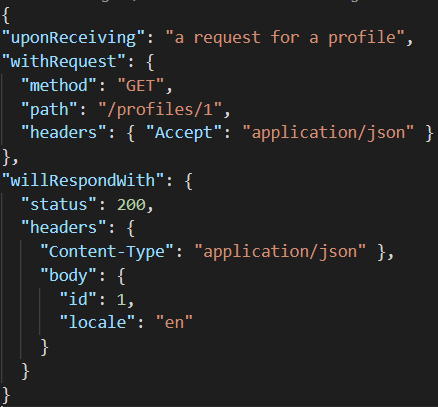 {
"uponReceiving": "a request for a profile",
"withRequest": {
  "method": "GET",
  "path": "/profiles/1",
  "headers": { "Accept": "application/json" }
},
"willRespondWith": {
  "status": 200,
  "headers": {
    "Content-Type": "application/json" },
    "body": {
      "id": 1,
      "locale": "en"
    }
  }
}